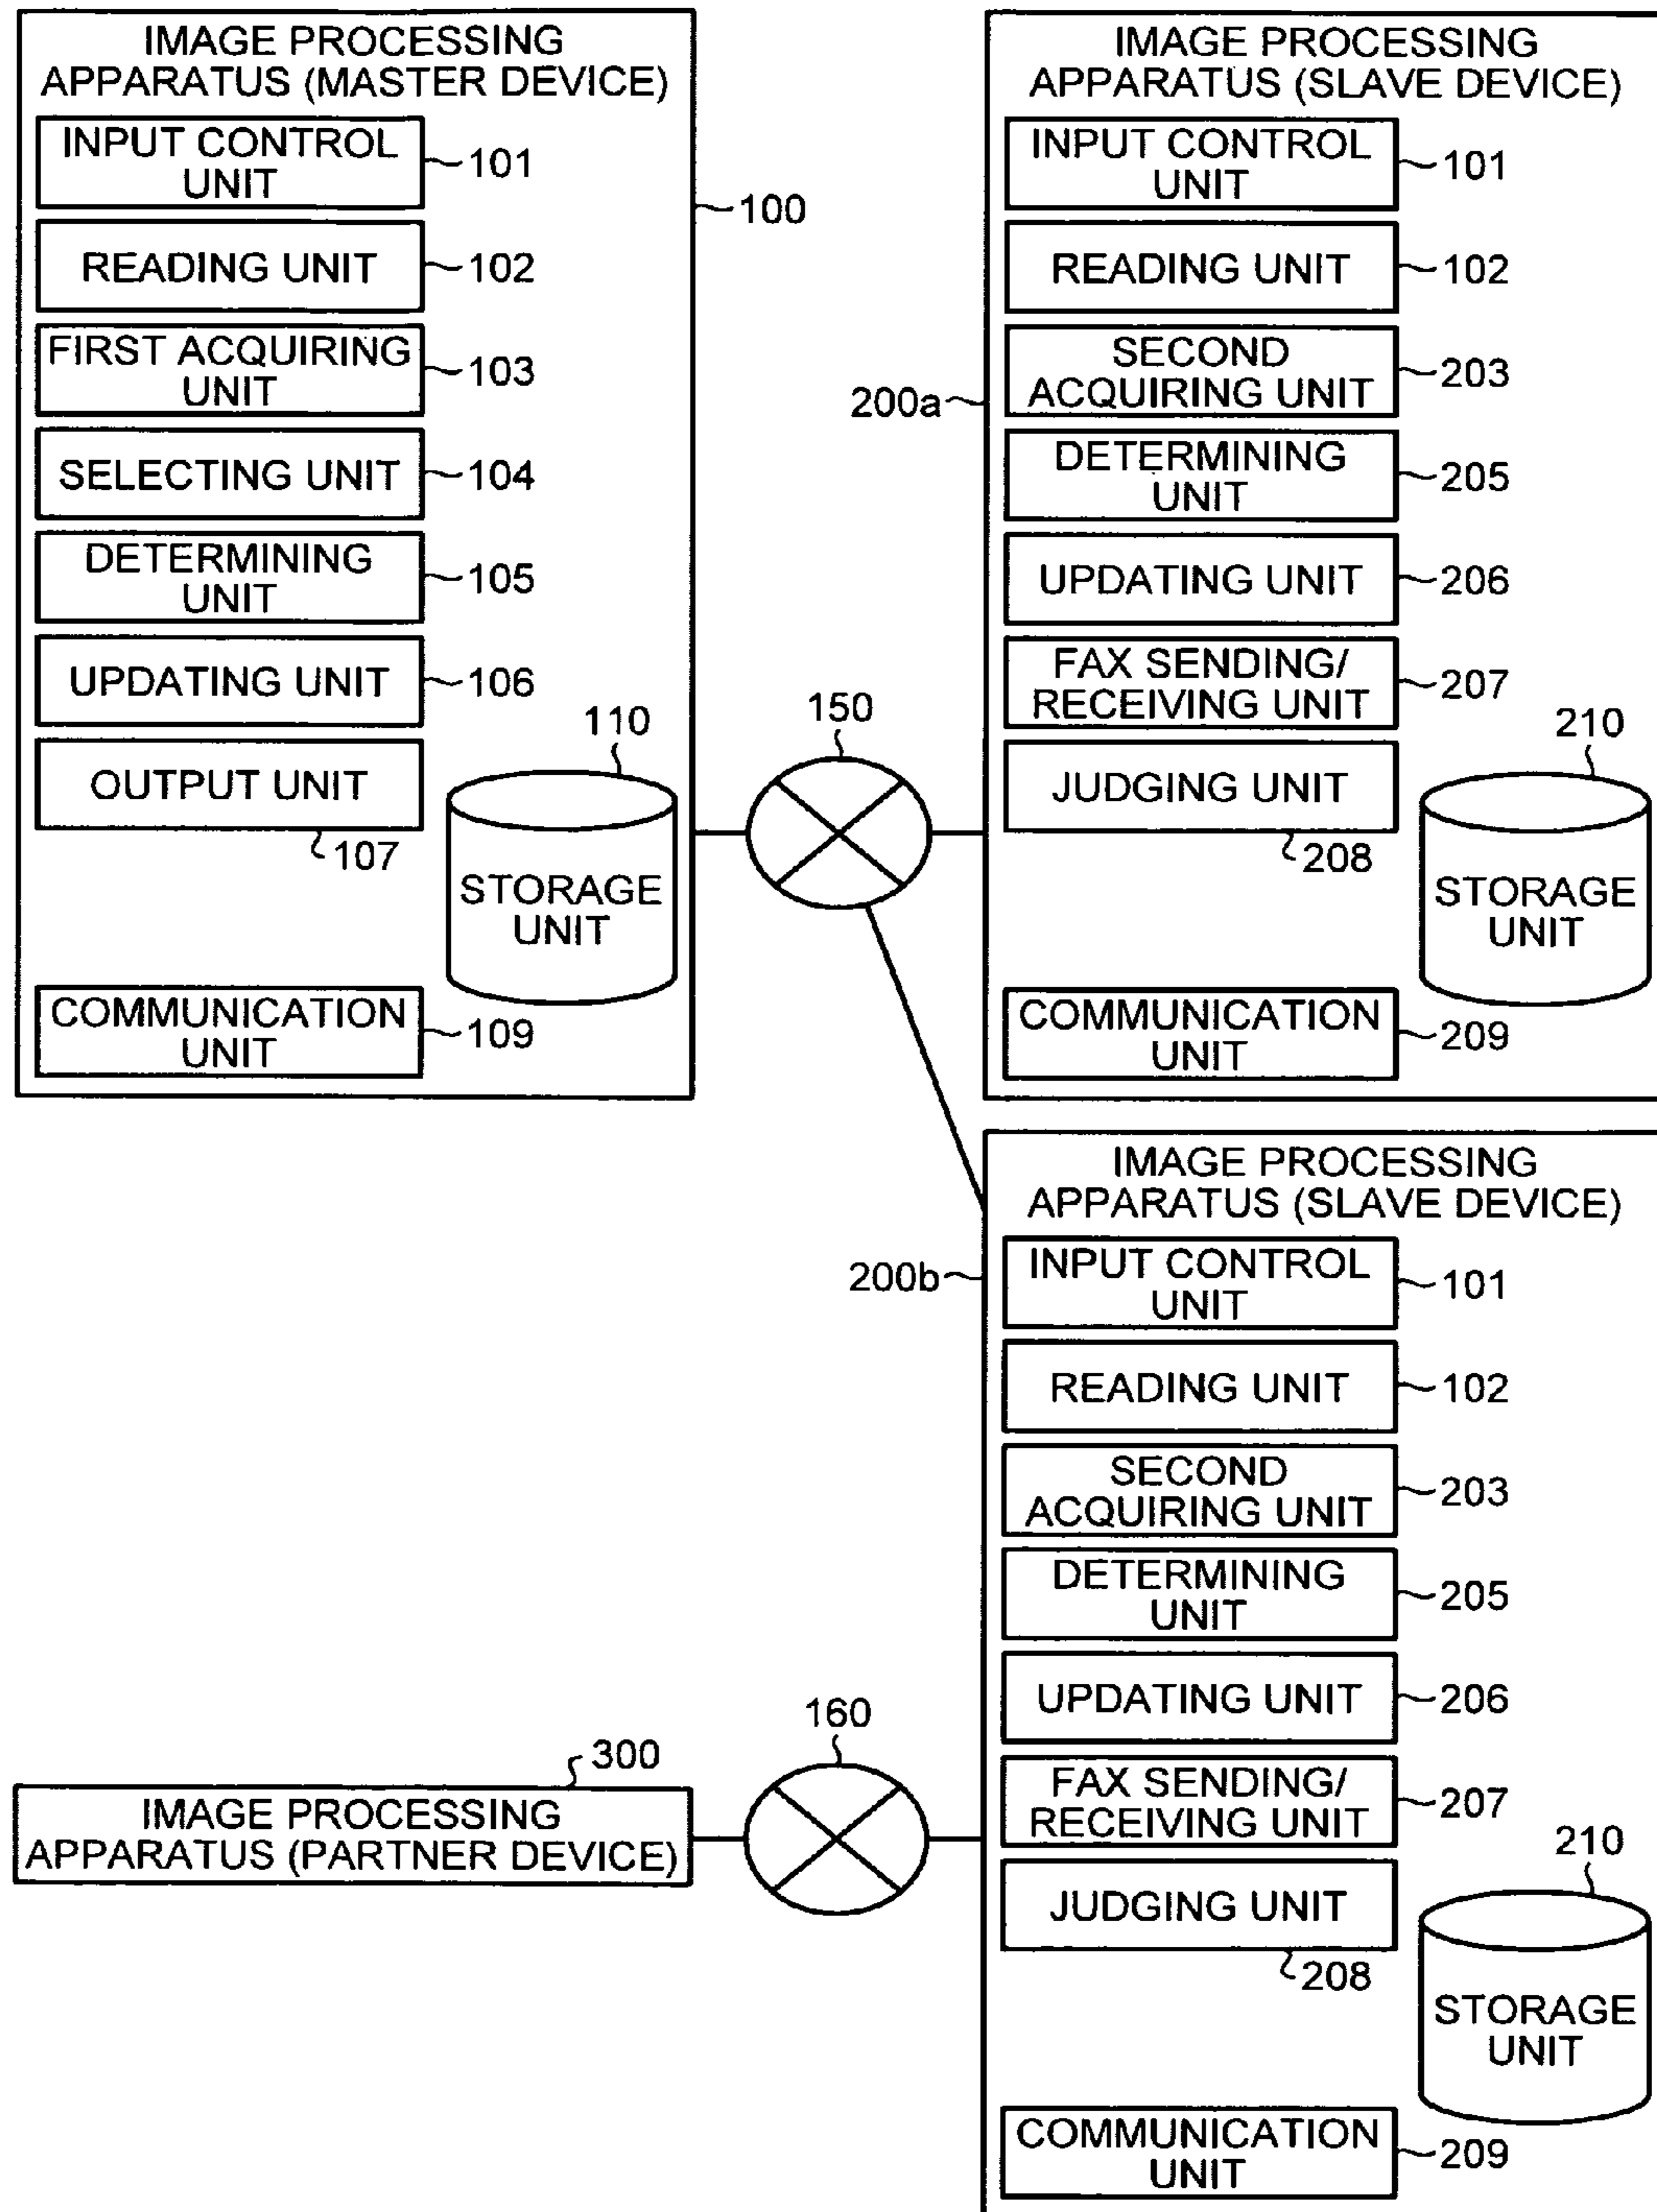 IMAGE PROCESSING
APPARATUS (MASTER DEVICE)
INPUT CONTROL
UNIT
101
READING UNIT
102
FIRST ACQUIRING
UNIT
103
SELECTING UNIT
104
DETERMINING
UNIT
105
UPDATING UNIT
106
OUTPUT UNIT
107
110
STORAGE
UNIT
COMMUNICATION
UNIT
109
100
150
IMAGE PROCESSING
APPARATUS (SLAVE DEVICE)
200a
INPUT CONTROL
UNIT
101
READING UNIT
102
SECOND
ACQUIRING UNIT
203
DETERMINING
UNIT
205
UPDATING UNIT
206
FAX SENDING/
RECEIVING UNIT
207
JUDGING UNIT
208
210
STORAGE
UNIT
COMMUNICATION
UNIT
209
IMAGE PROCESSING
APPARATUS (SLAVE DEVICE)
200b
INPUT CONTROL
UNIT
101
READING UNIT
102
SECOND
ACQUIRING UNIT
203
DETERMINING
UNIT
205
UPDATING UNIT
206
FAX SENDING/
RECEIVING UNIT
207
JUDGING UNIT
208
210
STORAGE
UNIT
COMMUNICATION
UNIT
209
160
300
IMAGE PROCESSING
APPARATUS (PARTNER DEVICE)